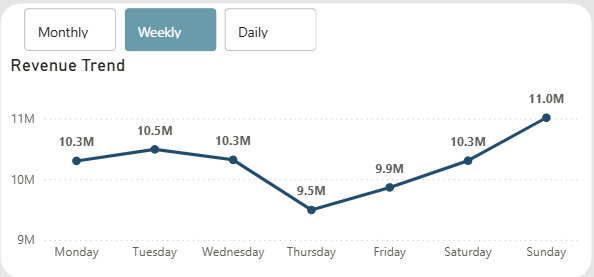 Monthly Weekly Daily
Revenue Trend
11.0M
11M
10.5M
10.3M 10.3M 10.3M
9.9M
10M
9.5M
9M
Monday Tuesday Wednesday Thursday Friday Saturday Sunday